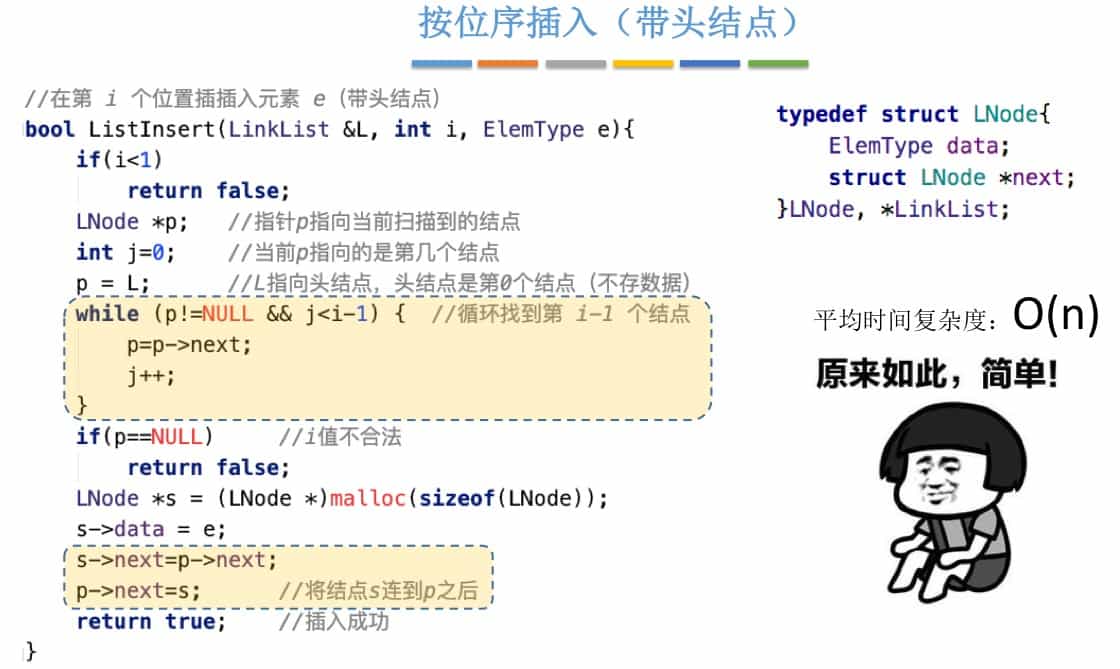 按位序插入（带头结点）
//在第 i 个位置插插入元素 e（带头结点）
bool ListInsert(LinkList &L, int i, ElemType e){
if(i<1)
return false;
LNode *p; //指针p指向当前扫描到的结点
int j=0; //当前p指向的是第几个结点
p = L; //L指向头结点，头结点是第0个结点（不存数据）
while (p!=NULL && j<i-1) { //循环找到第 i-1 个结点
p=p->next;
j++;
}
if(p==NULL) //i值不合法
return false;
LNode *s = (LNode *)malloc(sizeof(LNode));
s->data = e;
s->next=p->next;
p->next=s; //将结点s连到p之后
return true; //插入成功
}
typedef struct LNode{
ElemType data;
struct LNode *next;
}LNode, *LinkList;
平均时间复杂度：O(n)
原来如此，简单！